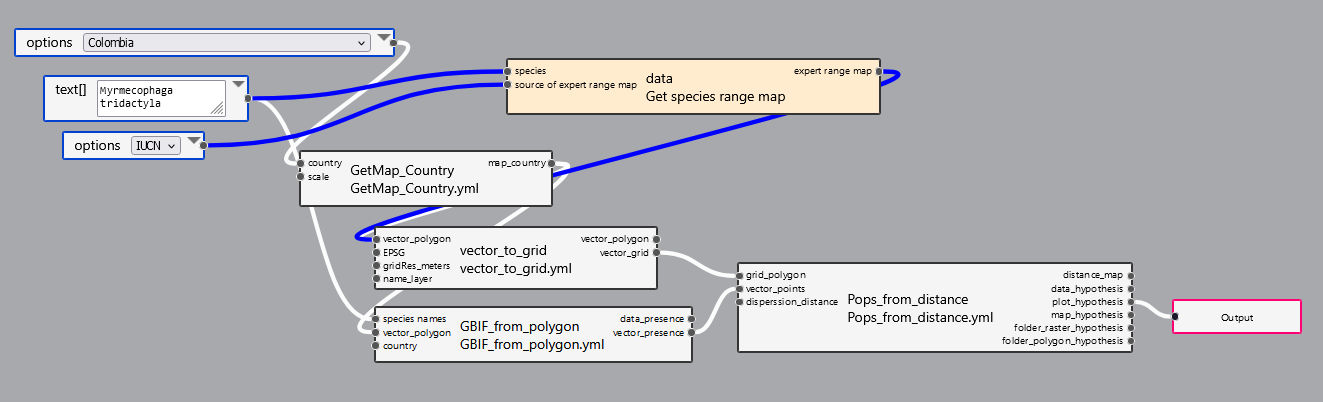 options Colombia
text[] Myrmecophaga
tridactyla
options IUCN
species
source of expert range map
data
Get species range map
expert range map
country
scale
GetMap_Country
GetMap_Country.yml
map_country
vector_polygon
EPSG
gridRes_meters
name_layer
vector_to_grid
vector_to_grid.yml
vector_polygon
vector_grid
species names
vector_polygon
country
GBIF_from_polygon
GBIF_from_polygon.yml
data_presence
vector_presence
grid_polygon
vector_points
disperssion_distance
Pops_from_distance
Pops_from_distance.yml
distance_map
data_hypothesis
plot_hypothesis
map_hypothesis
folder_raster_hypothesis
folder_polygon_hypothesis
Output